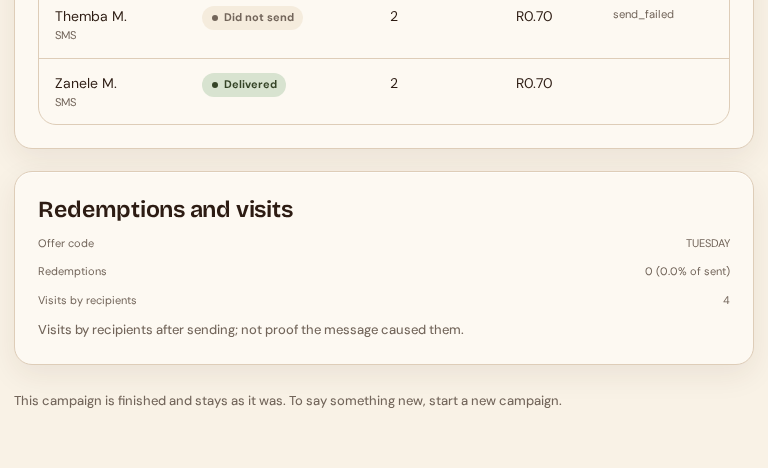 Themba M. Did not send 2 R0.70 send_failed
SMS
Zanele M. Delivered 2 R0.70
SMS
Redemptions and visits
Offer code TUESDAY
Redemptions 0 (0.0% of sent)
Visits by recipients 4
Visits by recipients after sending; not proof the message caused them.
This campaign is finished and stays as it was. To say something new, start a new campaign.